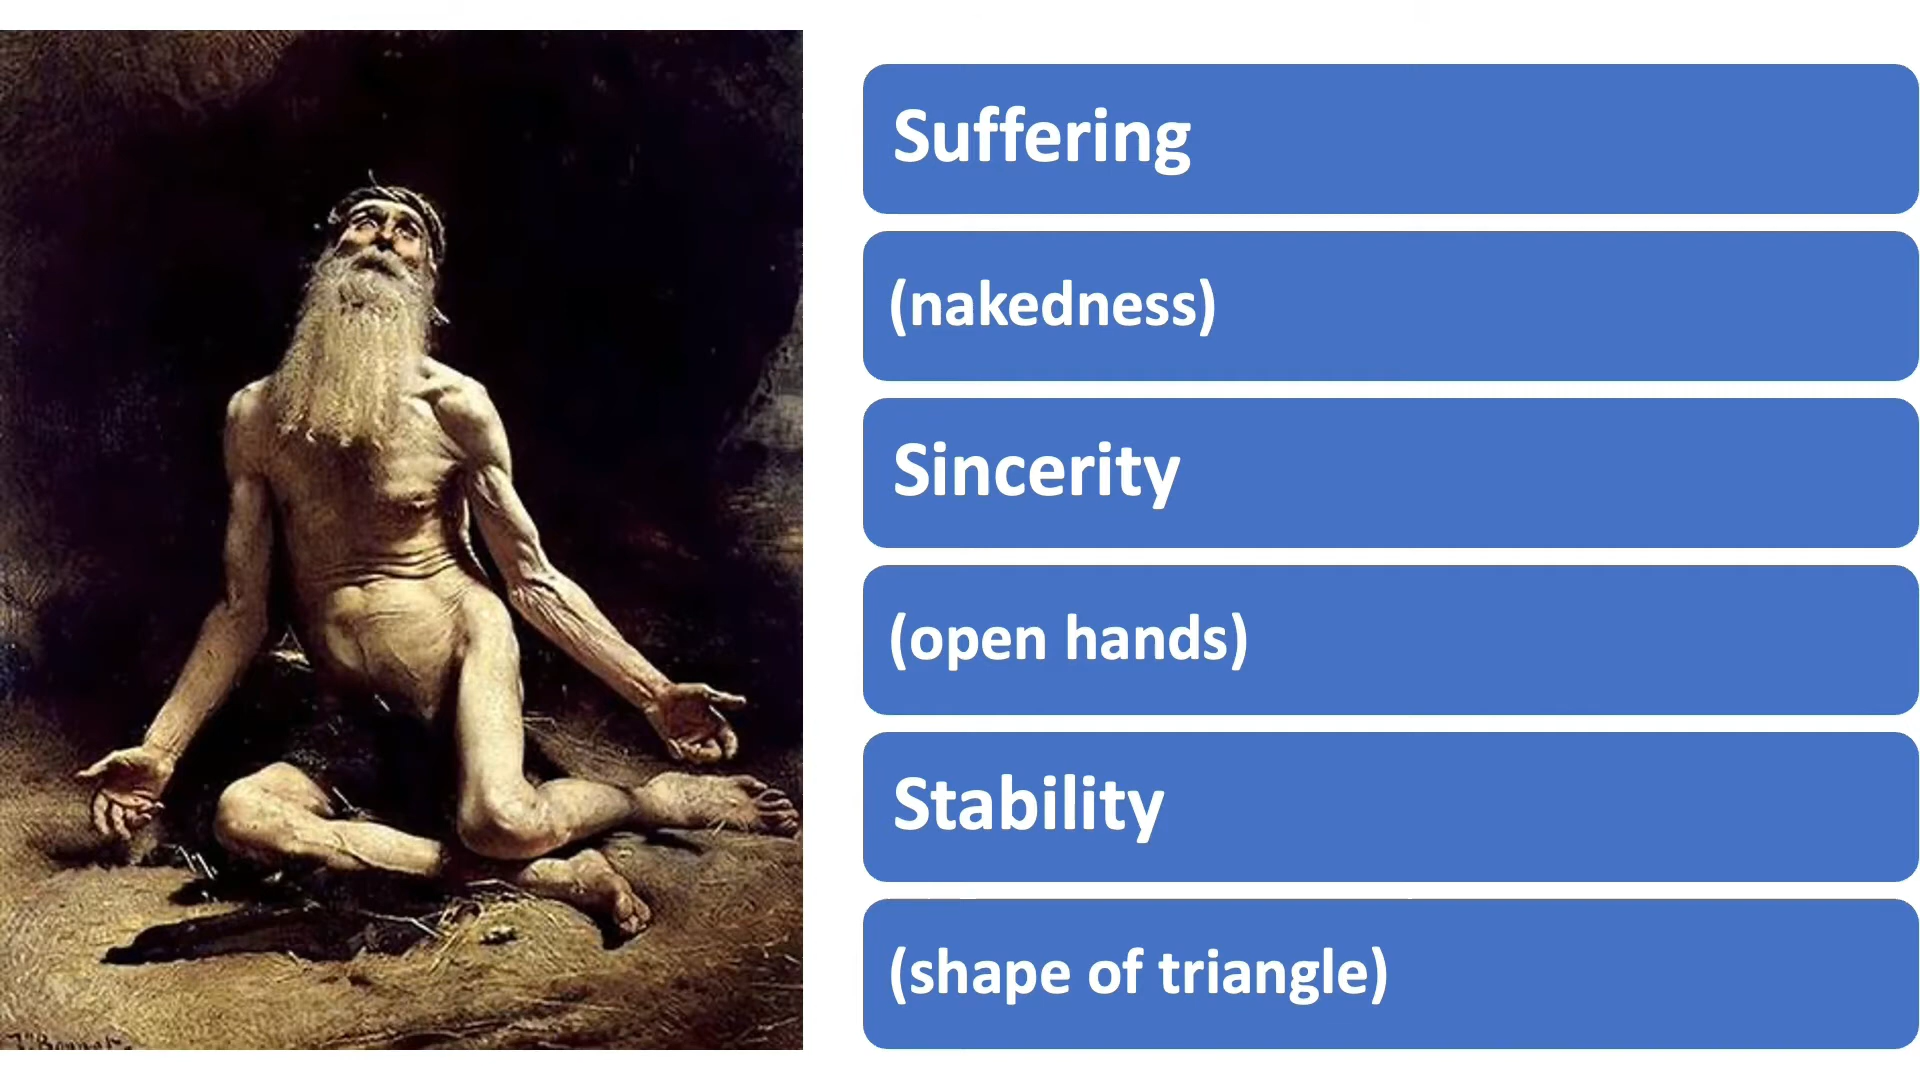 Suffering
(nakedness)
Sincerity
(open hands)
Stability
(shape of triangle)